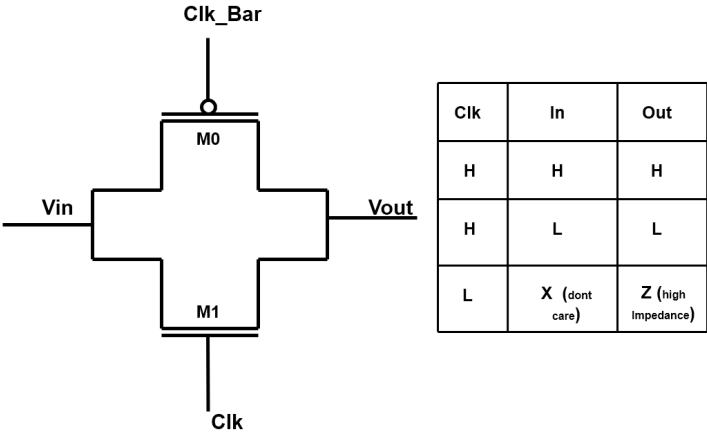 Clk_Bar
M0
Vin
Vout
M1
Clk
Clk In Out
H H H
H L L
L X (dont care) Z (high Impedance)